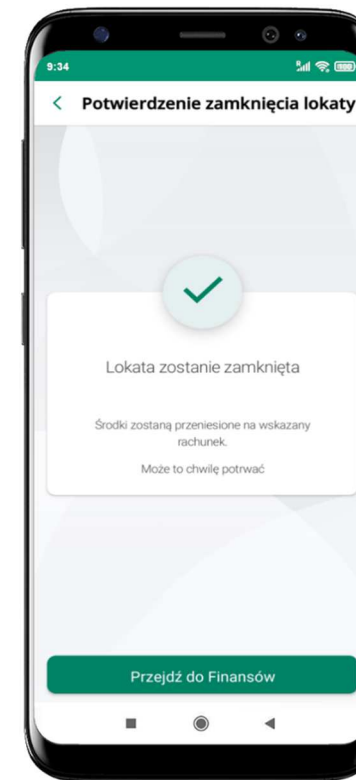 9:34
Potwierdzenie zamknięcia lokaty
Lokata zostanie zamknięta
Środki zostaną przeniesione na wskazany
rachunek.
Może to chwilę potrwać
Przejdź do Finansów